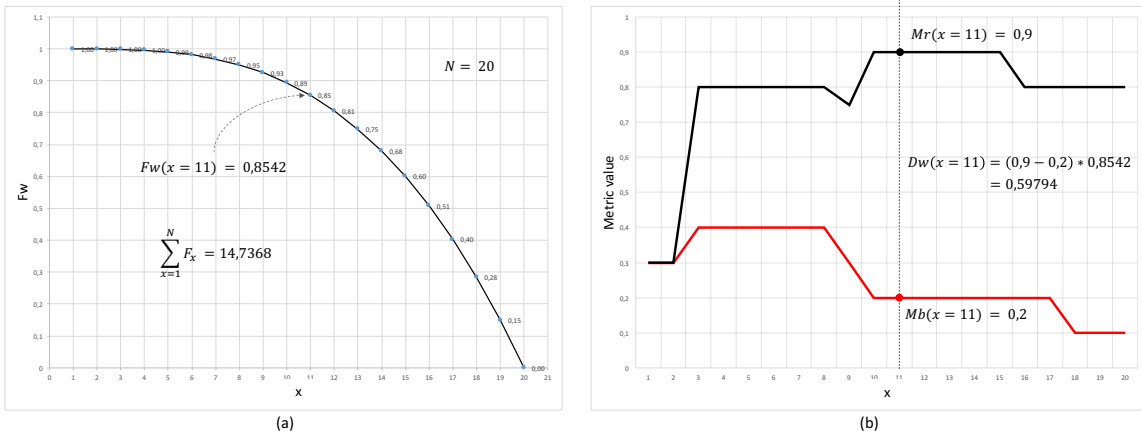 1,1
1
0,9
0,8
0,7
0,6
0,5
0,4
0,3
0,2
0,1
0
Fw
1,00 1,00 1,00 1,00 1,00 0,99 0,98 0,97 0,95 0,93 0,89 0,85 0,81 0,75 0,68 0,60 0,51 0,40 0,28 0,15 0,00
N = 20
Fw(x = 11) = 0,8542
N
∑ F_x = 14,7368
x=1
0 1 2 3 4 5 6 7 8 9 10 11 12 13 14 15 16 17 18 19 20 21
x
(a)
1
0,9
0,8
0,7
0,6
0,5
0,4
0,3
0,2
0,1
0
Metric value
Mr(x = 11) = 0,9
Dw(x = 11) = (0,9 − 0,2) * 0,8542
= 0,59794
Mb(x = 11) = 0,2
1 2 3 4 5 6 7 8 9 10 11 12 13 14 15 16 17 18 19 20
x
(b)